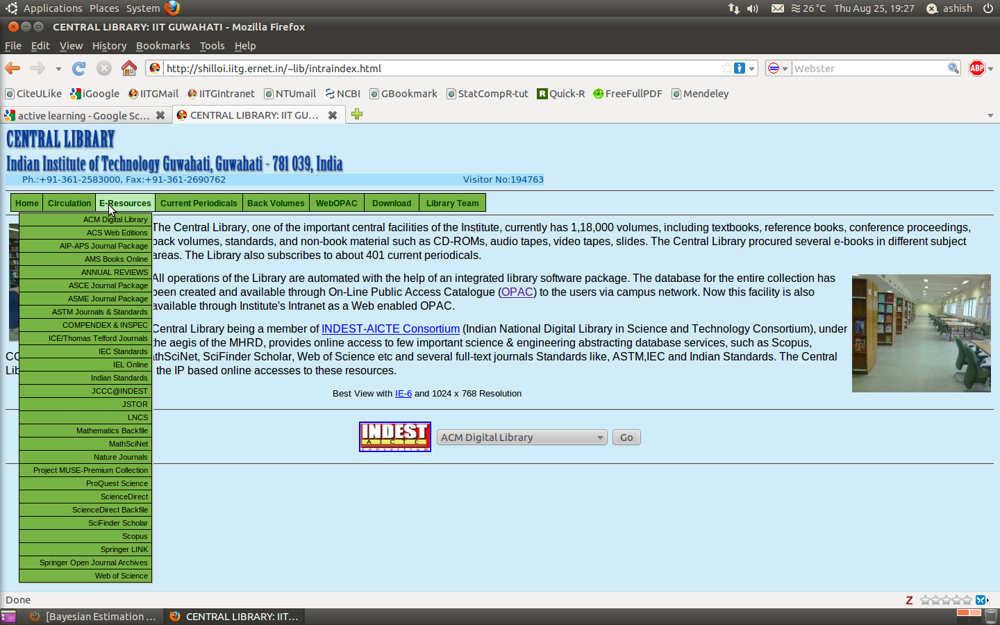 Applications Places System
26 °C Thu Aug 25, 19:27 ashish
CENTRAL LIBRARY: IIT GUWAHATI - Mozilla Firefox
File Edit View History Bookmarks Tools Help
http://shilloi.iitg.ernet.in/~lib/intraindex.html
Webster
ABP
CiteULike iGoogle IITGMail IITGIntranet NTUmail NCBI GBookmark StatCompR-tut Quick-R FreeFullPDF Mendeley
active learning - Google Sc...
CENTRAL LIBRARY: IIT GU...
CENTRAL LIBRARY
Indian Institute of Technology Guwahati, Guwahati - 781 039, India
Ph.:+91-361-2583000, Fax:+91-361-2690762
Visitor No:194763
Home Circulation E-Resources Current Periodicals Back Volumes WebOPAC Download Library Team
ACM Digital Library
ACS Web Editions
AIP-APS Journal Package
AMS Books Online
ANNUAL REVIEWS
ASCE Journal Package
ASME Journal Package
ASTM Journals & Standards
COMPENDEX & INSPEC
ICE/Thomas Telford Journals
IEC Standards
IEL Online
Indian Standards
JCCC@INDEST
JSTOR
LNCS
Mathematics Backfile
MathSciNet
Nature Journals
Project MUSE-Premium Collection
ProQuest Science
ScienceDirect
ScienceDirect Backfile
SciFinder Scholar
Scopus
Springer LINK
Springer Open Journal Archives
Web of Science
The Central Library, one of the important central facilities of the Institute, currently has 1,18,000 volumes, including textbooks, reference books, conference proceedings,
back volumes, standards, and non-book material such as CD-ROMs, audio tapes, video tapes, slides. The Central Library procured several e-books in different subject
areas. The Library also subscribes to about 401 current periodicals.
All operations of the Library are automated with the help of an integrated library software package. The database for the entire collection has
been created and available through On-Line Public Access Catalogue (OPAC) to the users via campus network. Now this facility is also
available through Institute's Intranet as a Web enabled OPAC.
Central Library being a member of INDEST-AICTE Consortium (Indian National Digital Library in Science and Technology Consortium), under
the aegis of the MHRD, provides online access to few important science & engineering abstracting database services, such as Scopus,
CO athSciNet, SciFinder Scholar, Web of Science etc and several full-text journals Standards like, ASTM,IEC and Indian Standards. The Central
Lib the IP based online accesses to these resources.
Best View with IE-6 and 1024 x 768 Resolution
INDEST
AICTE
consortium
ACM Digital Library
Go
Done
Z
[Bayesian Estimation ...
CENTRAL LIBRARY: IIT...